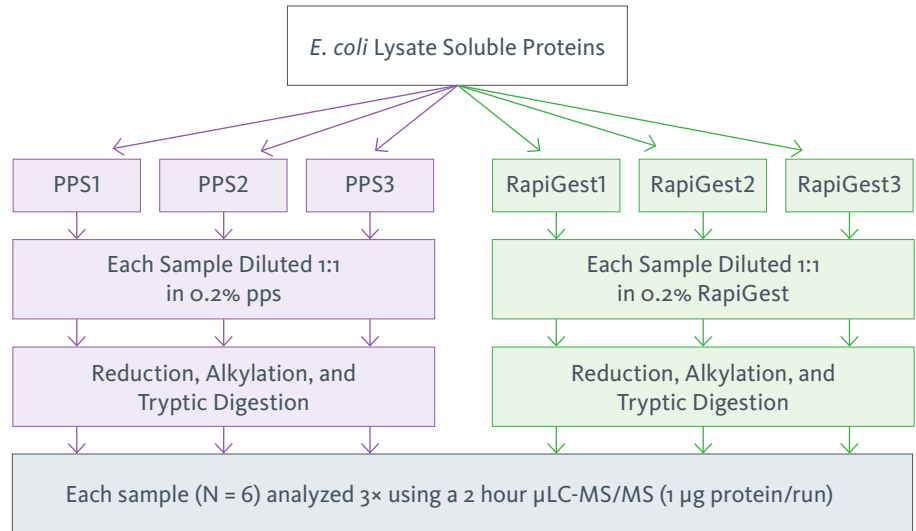 E. coli Lysate Soluble Proteins
PPS1
PPS2
PPS3
RapiGest1
RapiGest2
RapiGest3
Each Sample Diluted 1:1
in 0.2% pps
Each Sample Diluted 1:1
in 0.2% RapiGest
Reduction, Alkylation, and
Tryptic Digestion
Reduction, Alkylation, and
Tryptic Digestion
Each sample (N = 6) analyzed 3× using a 2 hour µLC-MS/MS (1 µg protein/run)